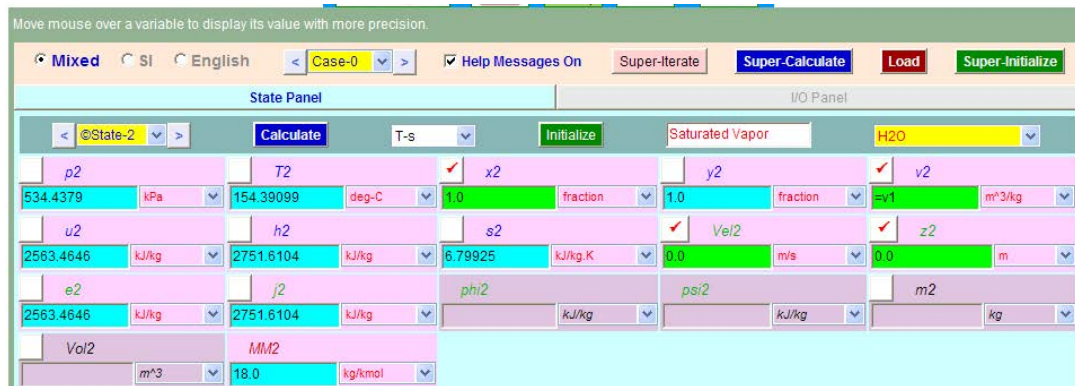 Move mouse over a variable to display its value with more precision.
Mixed SI English < Case-0 > Help Messages On Super-Iterate Super-Calculate Load Super-Initialize
State Panel I/O Panel
< ©State-2 > Calculate T-s Initialize Saturated Vapor H2O
p2 T2 x2 y2 v2
534.4379 kPa 154.39099 deg-C 1.0 fraction 1.0 fraction =v1 m^3/kg
u2 h2 s2 Vel2 z2
2563.4646 kJ/kg 2751.6104 kJ/kg 6.79925 kJ/kg.K 0.0 m/s 0.0 m
e2 j2 phi2 psi2 m2
2563.4646 kJ/kg 2751.6104 kJ/kg kJ/kg kJ/kg kg
Vol2 MM2
m^3 18.0 kg/kmol